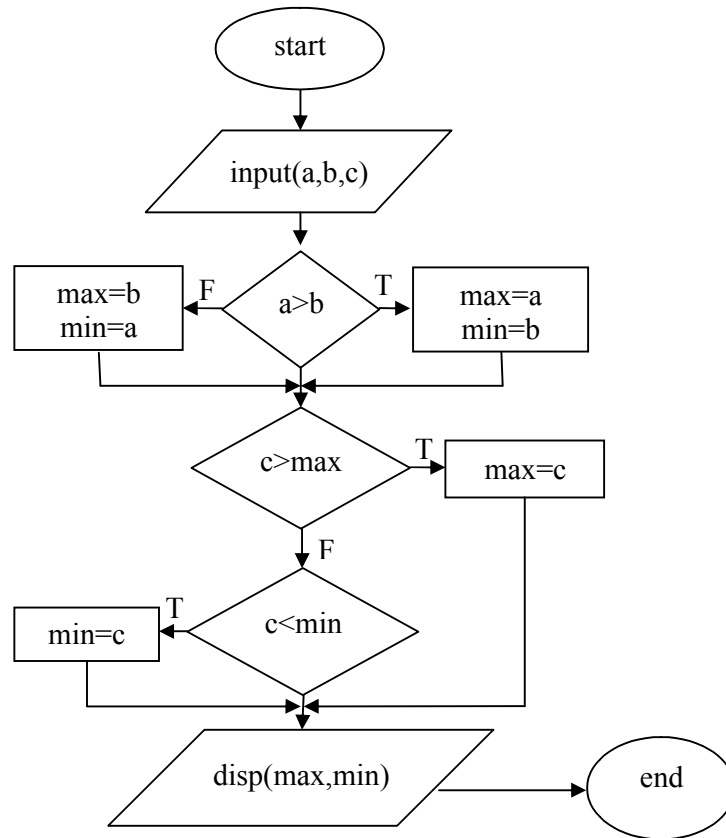 start
input(a,b,c)
F
T
max=b
min=a
a>b
max=a
min=b
c>max
T
max=c
F
T
min=c
c<min
disp(max,min)
end